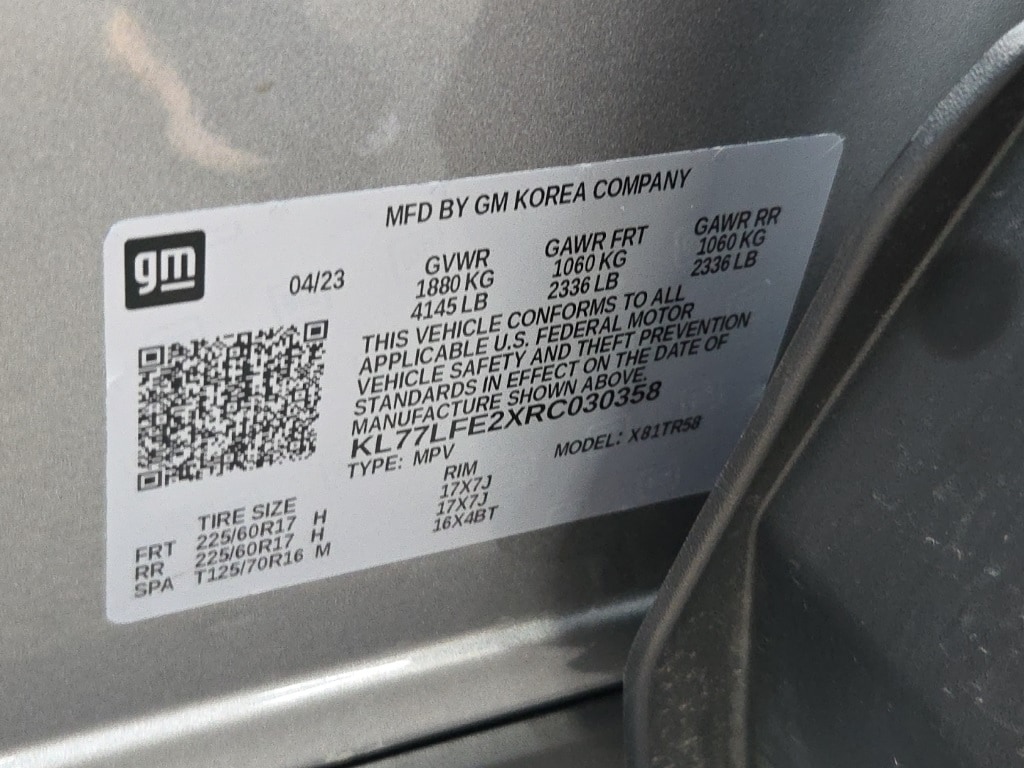 MFD BY GM KOREA COMPANY
gm
04/23
GVWR
1880 KG
4145 LB
GAWR FRT
1060 KG
2336 LB
GAWR RR
1060 KG
2336 LB
THIS VEHICLE CONFORMS TO ALL
APPLICABLE U.S. FEDERAL MOTOR
VEHICLE SAFETY AND THEFT PREVENTION
STANDARDS IN EFFECT ON THE DATE OF
MANUFACTURE SHOWN ABOVE.
KL77LFE2XRC030358
TYPE: MPV MODEL: X81TR58
TIRE SIZE RIM
FRT 225/60R17 H 17X7J
RR 225/60R17 H 17X7J
SPA T125/70R16 M 16X4BT